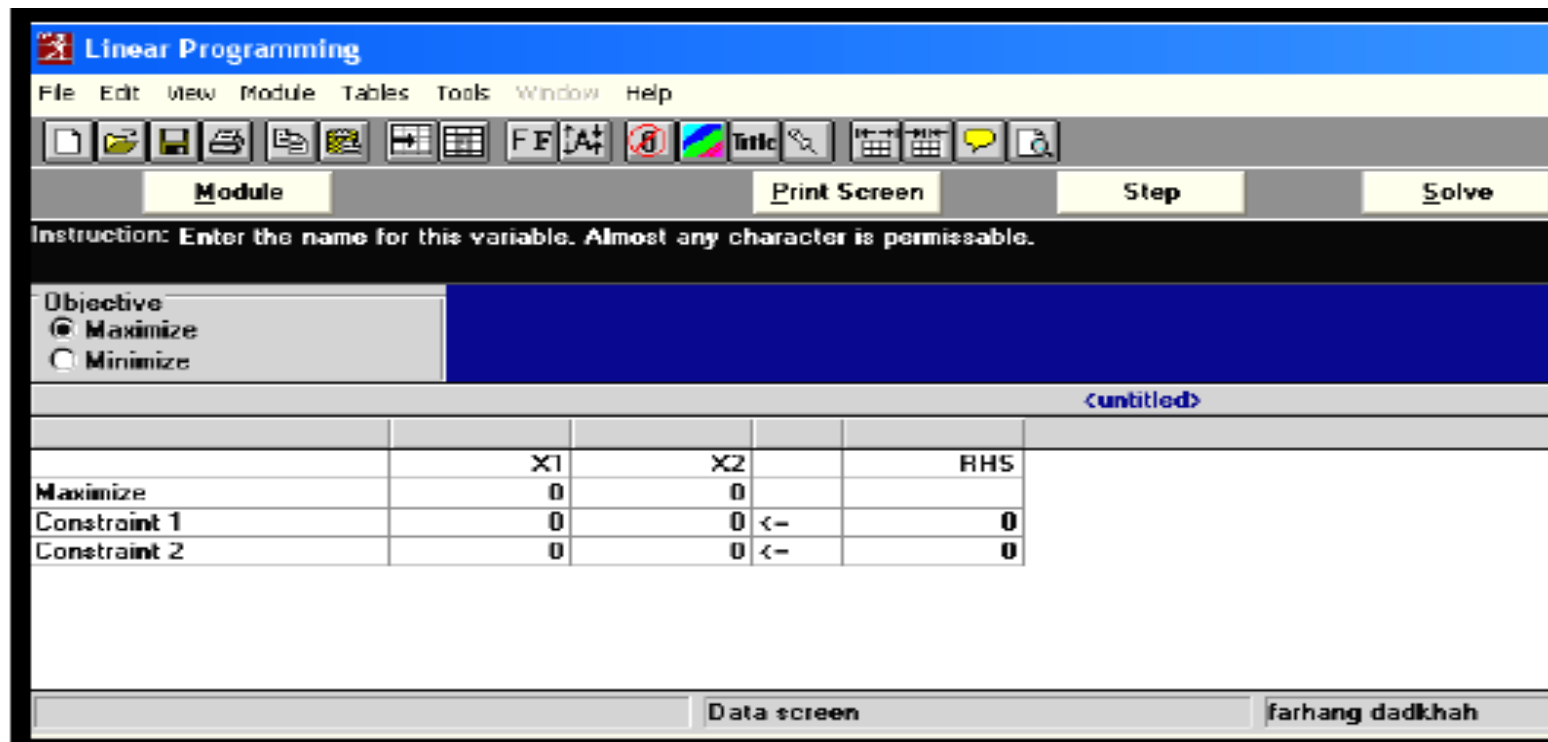 Linear Programming
File Edit View Module Tables Tools Window Help
F F A Title
Module Print Screen Step Solve
Instruction: Enter the name for this variable. Almost any character is permissable.
Objective
Maximize
Minimize
<untitled>
X1 X2 RHS
Maximize 0 0
Constraint 1 0 0 <= 0
Constraint 2 0 0 <= 0
Data screen farhang dadkhah